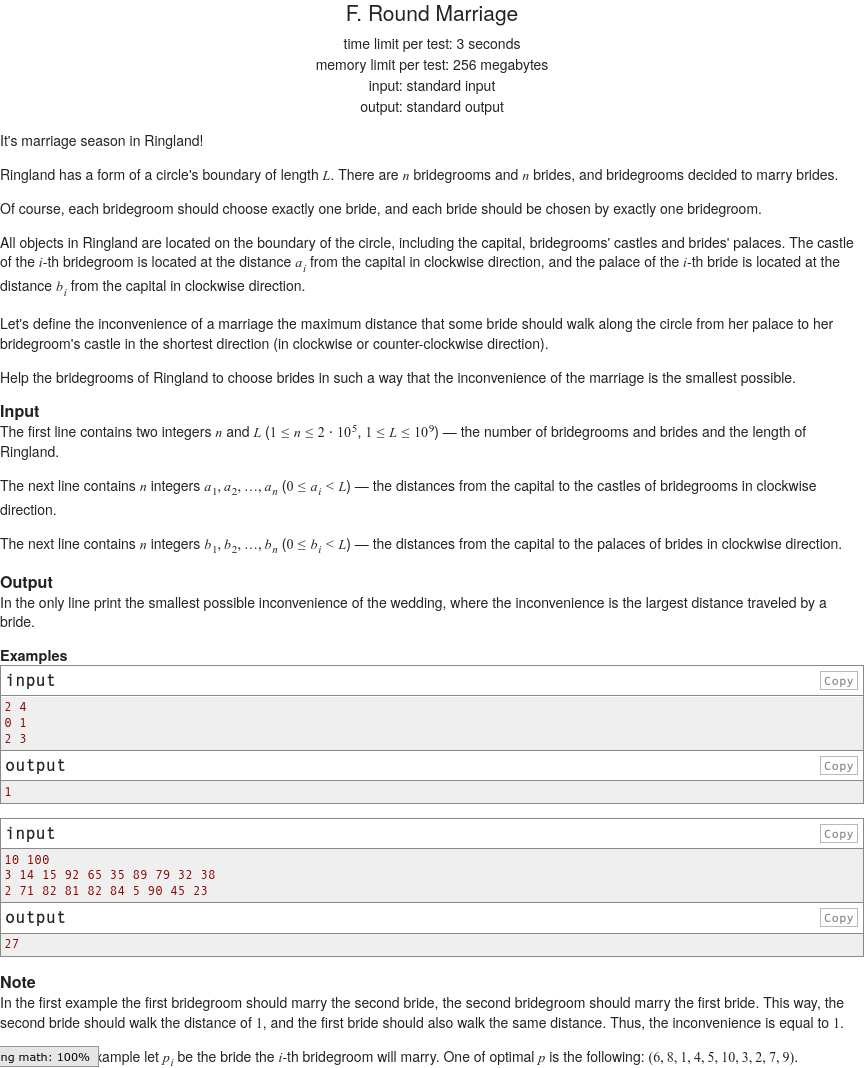 F. Round Marriage
time limit per test: 3 seconds
memory limit per test: 256 megabytes
input: standard input
output: standard output
It's marriage season in Ringland!
Ringland has a form of a circle's boundary of length L. There are n bridegrooms and n brides, and bridegrooms decided to marry brides.
Of course, each bridegroom should choose exactly one bride, and each bride should be chosen by exactly one bridegroom.
All objects in Ringland are located on the boundary of the circle, including the capital, bridegrooms' castles and brides' palaces. The castle
of the i-th bridegroom is located at the distance a_i from the capital in clockwise direction, and the palace of the i-th bride is located at the
distance b_i from the capital in clockwise direction.
Let's define the inconvenience of a marriage the maximum distance that some bride should walk along the circle from her palace to her
bridegroom's castle in the shortest direction (in clockwise or counter-clockwise direction).
Help the bridegrooms of Ringland to choose brides in such a way that the inconvenience of the marriage is the smallest possible.
Input
The first line contains two integers n and L (1 ≤ n ≤ 2 · 10^5, 1 ≤ L ≤ 10^9) — the number of bridegrooms and brides and the length of
Ringland.
The next line contains n integers a_1, a_2, …, a_n (0 ≤ a_i < L) — the distances from the capital to the castles of bridegrooms in clockwise
direction.
The next line contains n integers b_1, b_2, …, b_n (0 ≤ b_i < L) — the distances from the capital to the palaces of brides in clockwise direction.
Output
In the only line print the smallest possible inconvenience of the wedding, where the inconvenience is the largest distance traveled by a
bride.
Examples
input Copy
2 4
0 1
2 3
output Copy
1
input Copy
10 100
3 14 15 92 65 35 89 79 32 38
2 71 82 81 82 84 5 90 45 23
output Copy
27
Note
In the first example the first bridegroom should marry the second bride, the second bridegroom should marry the first bride. This way, the
second bride should walk the distance of 1, and the first bride should also walk the same distance. Thus, the inconvenience is equal to 1.
ng math: 100% xample let p_i be the bride the i-th bridegroom will marry. One of optimal p is the following: (6, 8, 1, 4, 5, 10, 3, 2, 7, 9).